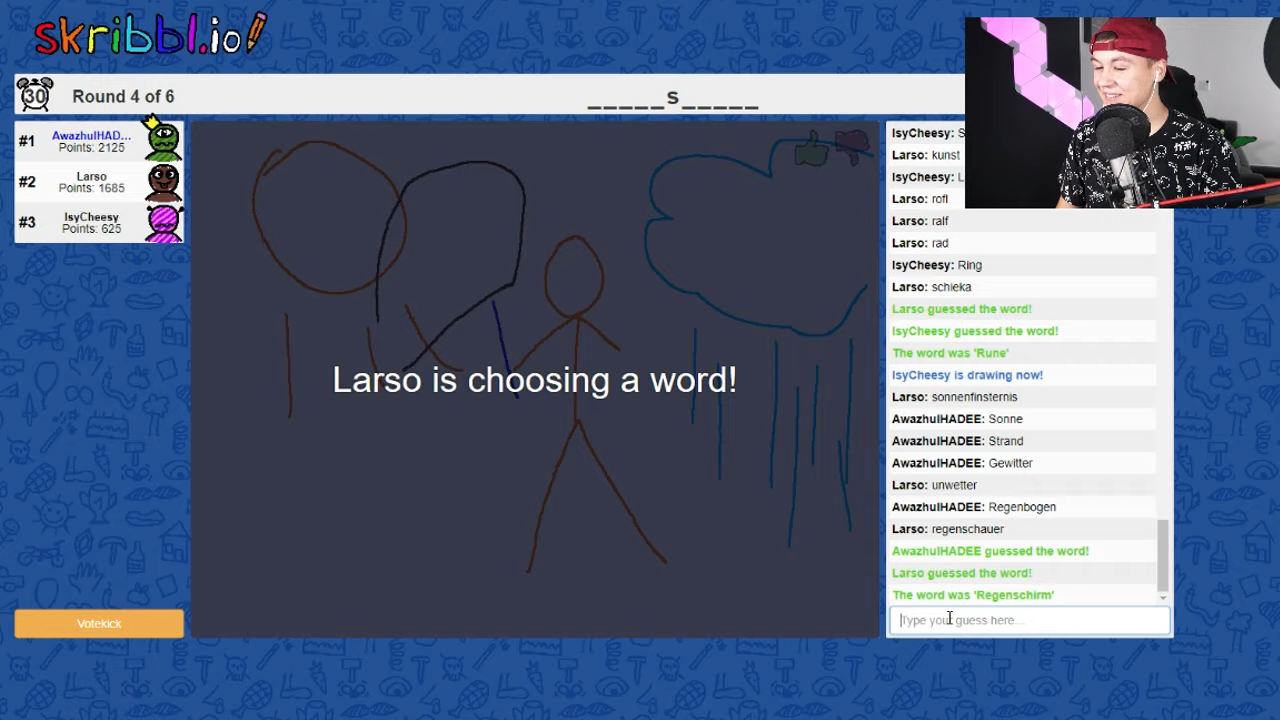 skribbl.io
30
Round 4 of 6
_____s_____
#1
AwazhulHAD...
Points: 2125
#2
Larso
Points: 1685
#3
IsyCheesy
Points: 625
Larso is choosing a word!
IsyCheesy: S
Larso: kunst
IsyCheesy: L
Larso: rofl
Larso: ralf
Larso: rad
IsyCheesy: Ring
Larso: schieka
Larso guessed the word!
IsyCheesy guessed the word!
The word was 'Rune'
IsyCheesy is drawing now!
Larso: sonnenfinsternis
AwazhulHADEE: Sonne
AwazhulHADEE: Strand
AwazhulHADEE: Gewitter
Larso: unwetter
AwazhulHADEE: Regenbogen
Larso: regenschauer
AwazhulHADEE guessed the word!
Larso guessed the word!
The word was 'Regenschirm'
Type your guess here...
Votekick